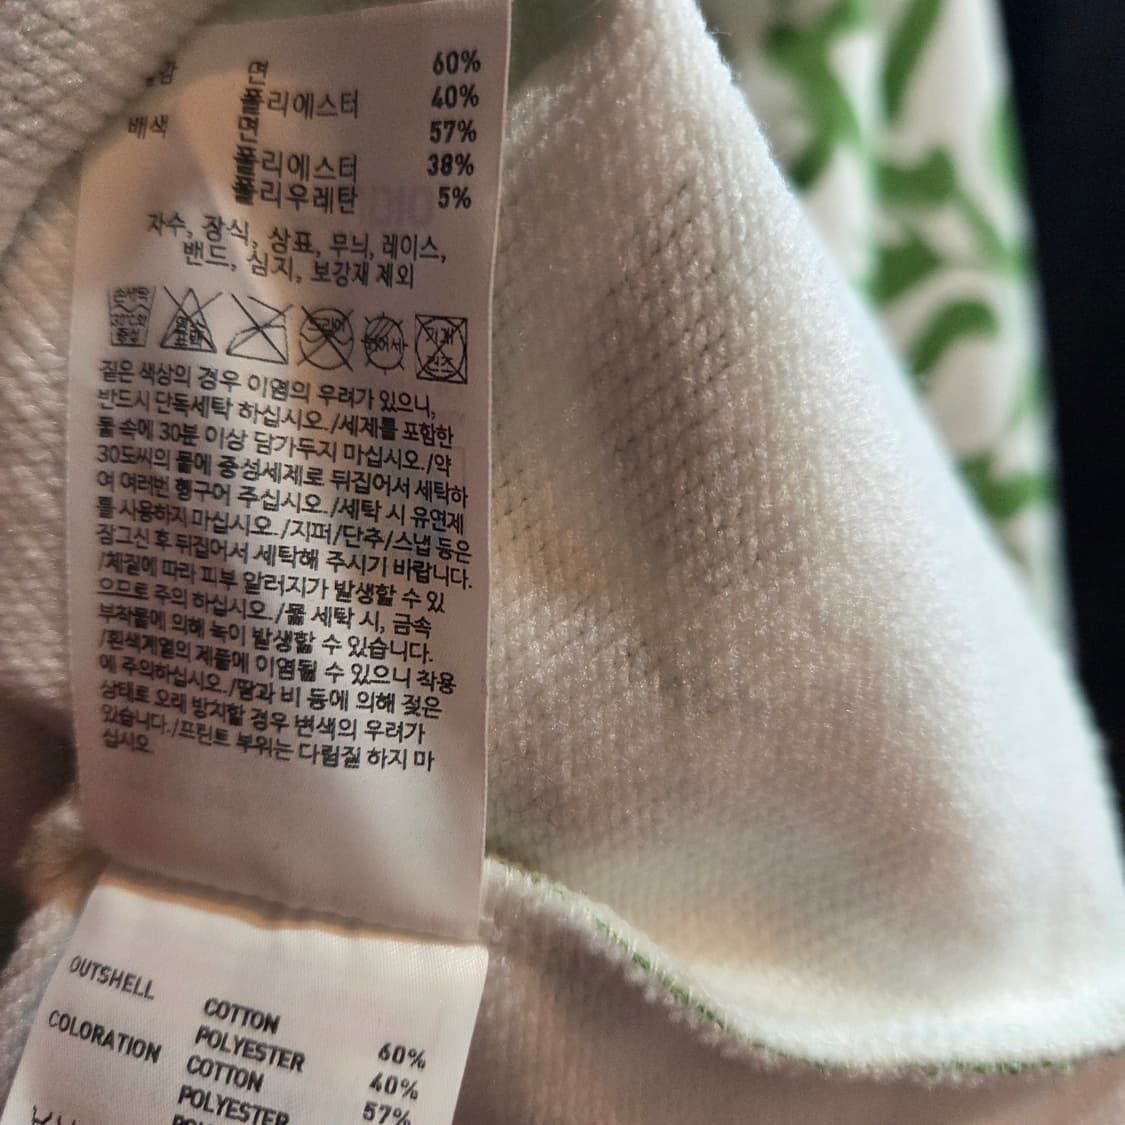 면 60%
폴리에스터 40%
배색 면 57%
폴리에스터 38%
폴리우레탄 5%
자수, 장식, 상표, 무늬, 레이스,
밴드, 심지, 보강재 제외
손세탁 드라이
30℃ 중성
짙은 색상의 경우 이염의 우려가 있으니,
반드시 단독세탁 하십시오./세제를 포함한
물 속에 30분 이상 담가두지 마십시오./약
30도씨의 물에 중성세제로 뒤집어서 세탁하
여 여러번 헹구어 주십시오./세탁 시 유연제
를 사용하지 마십시오./지퍼/단추/스냅 등은
잠그신 후 뒤집어서 세탁해 주시기 바랍니다.
/체질에 따라 피부 알러지가 발생할 수 있
으므로 주의 하십시오./물 세탁 시, 금속
부착물에 의해 녹이 발생할 수 있습니다.
/흰색계열의 제품에 이염될 수 있으니 착용
에 주의하십시오./땀과 비 등에 의해 젖은
상태로 오래 방치할 경우 변색의 우려가
있습니다./프린트 부위는 다림질 하지 마
십시오
OUTSHELL COTTON 60%
POLYESTER 40%
COLORATION COTTON 57%
POLYESTER